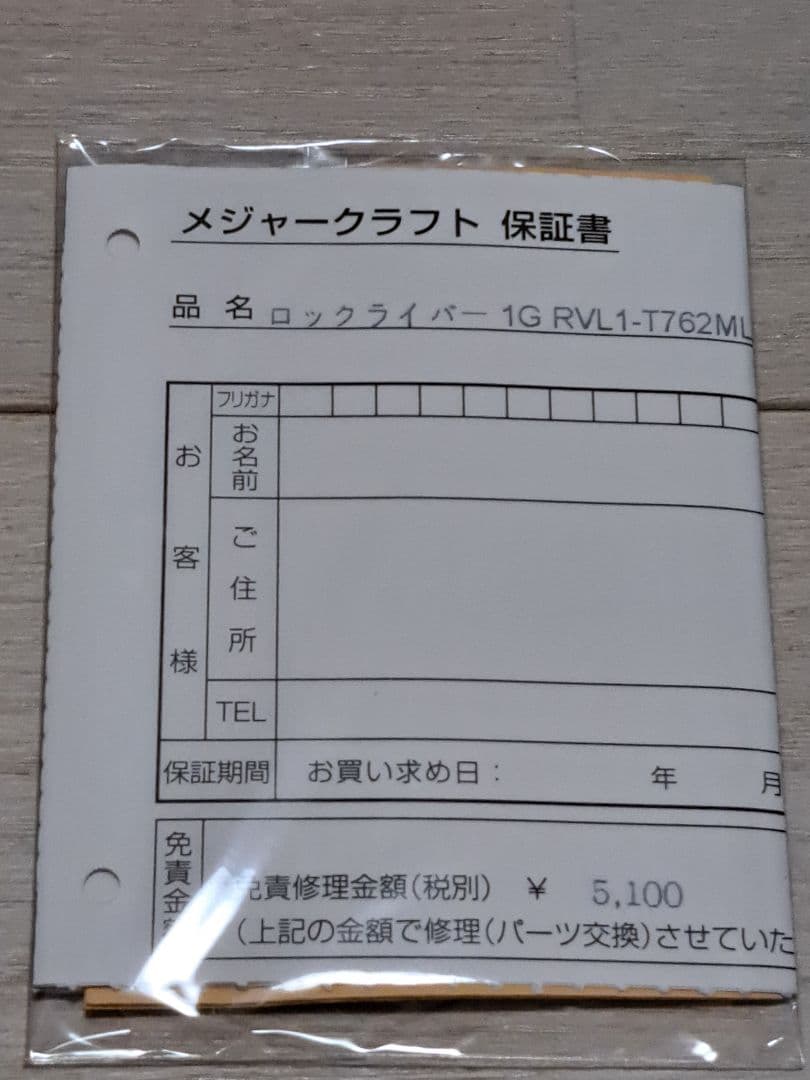 メジャークラフト 保証書
品名 ロックライバー 1G RVL1-T762ML
お客様
フリガナ
お名前
ご住所
TEL
保証期間 お買い求め日： 年 月
免責金
免責修理金額(税別) ¥ 5,100
(上記の金額で修理(パーツ交換)させていた